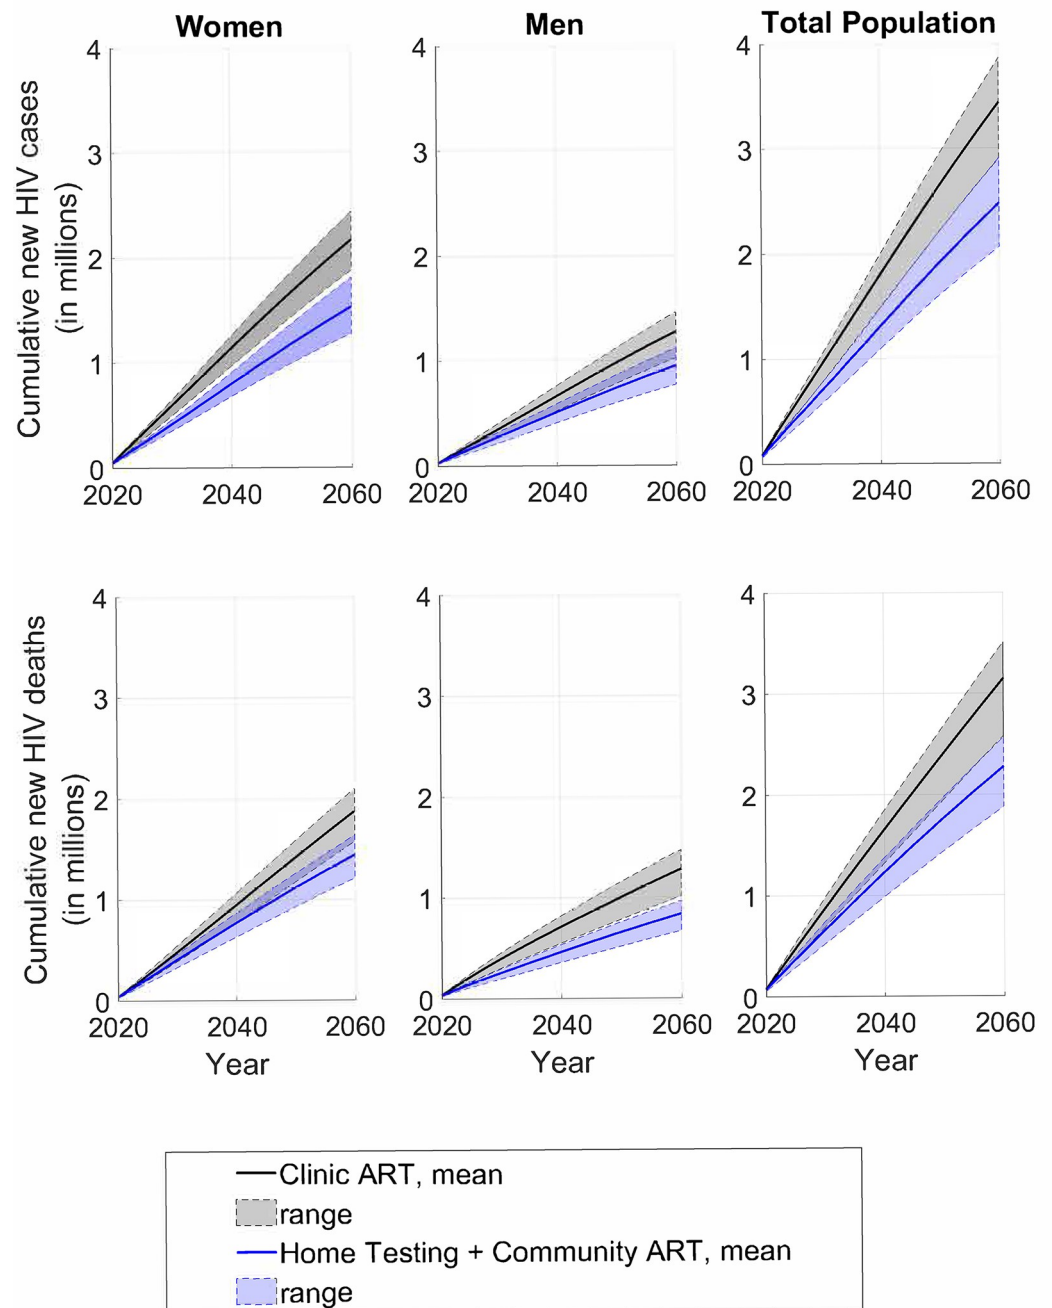 Women Men Total Population
Cumulative new HIV cases
(in millions)
4
3
2
1
0
2020 2040 2060
4
3
2
1
0
2020 2040 2060
4
3
2
1
0
2020 2040 2060
Cumulative new HIV deaths
(in millions)
4
3
2
1
0
2020 2040 2060
Year
4
3
2
1
0
2020 2040 2060
Year
4
3
2
1
0
2020 2040 2060
Year
Clinic ART, mean
range
Home Testing + Community ART, mean
range